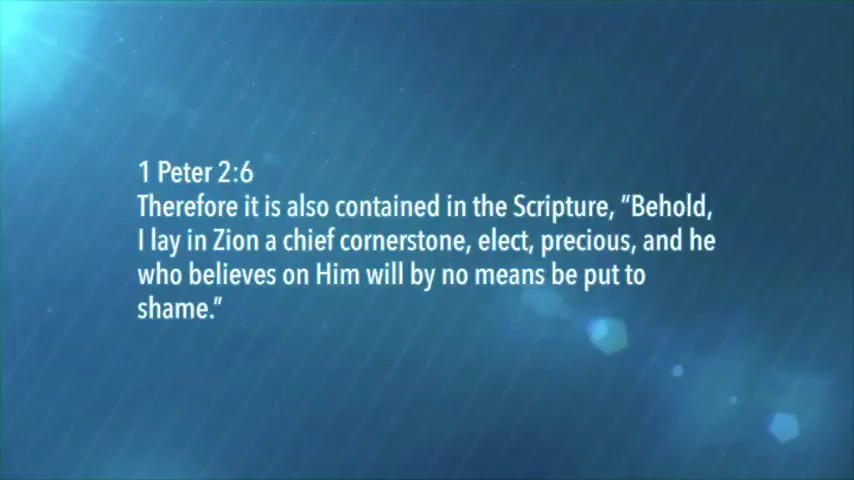 1 Peter 2:6
Therefore it is also contained in the Scripture, “Behold,
I lay in Zion a chief cornerstone, elect, precious, and he
who believes on Him will by no means be put to
shame.”